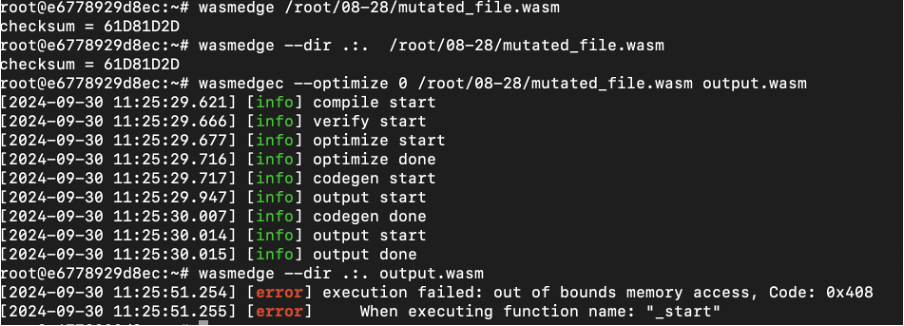 root@e6778929d8ec:~# wasmedge /root/08-28/mutated_file.wasm
checksum = 61D81D2D
root@e6778929d8ec:~# wasmedge --dir .:.  /root/08-28/mutated_file.wasm
checksum = 61D81D2D
root@e6778929d8ec:~# wasmedgec --optimize 0 /root/08-28/mutated_file.wasm output.wasm
[2024-09-30 11:25:29.621] [info] compile start
[2024-09-30 11:25:29.666] [info] verify start
[2024-09-30 11:25:29.677] [info] optimize start
[2024-09-30 11:25:29.716] [info] optimize done
[2024-09-30 11:25:29.717] [info] codegen start
[2024-09-30 11:25:29.947] [info] output start
[2024-09-30 11:25:30.007] [info] codegen done
[2024-09-30 11:25:30.014] [info] output start
[2024-09-30 11:25:30.015] [info] output done
root@e6778929d8ec:~# wasmedge --dir .:. output.wasm
[2024-09-30 11:25:51.254] [error] execution failed: out of bounds memory access, Code: 0x408
[2024-09-30 11:25:51.255] [error]     When executing function name: "_start"